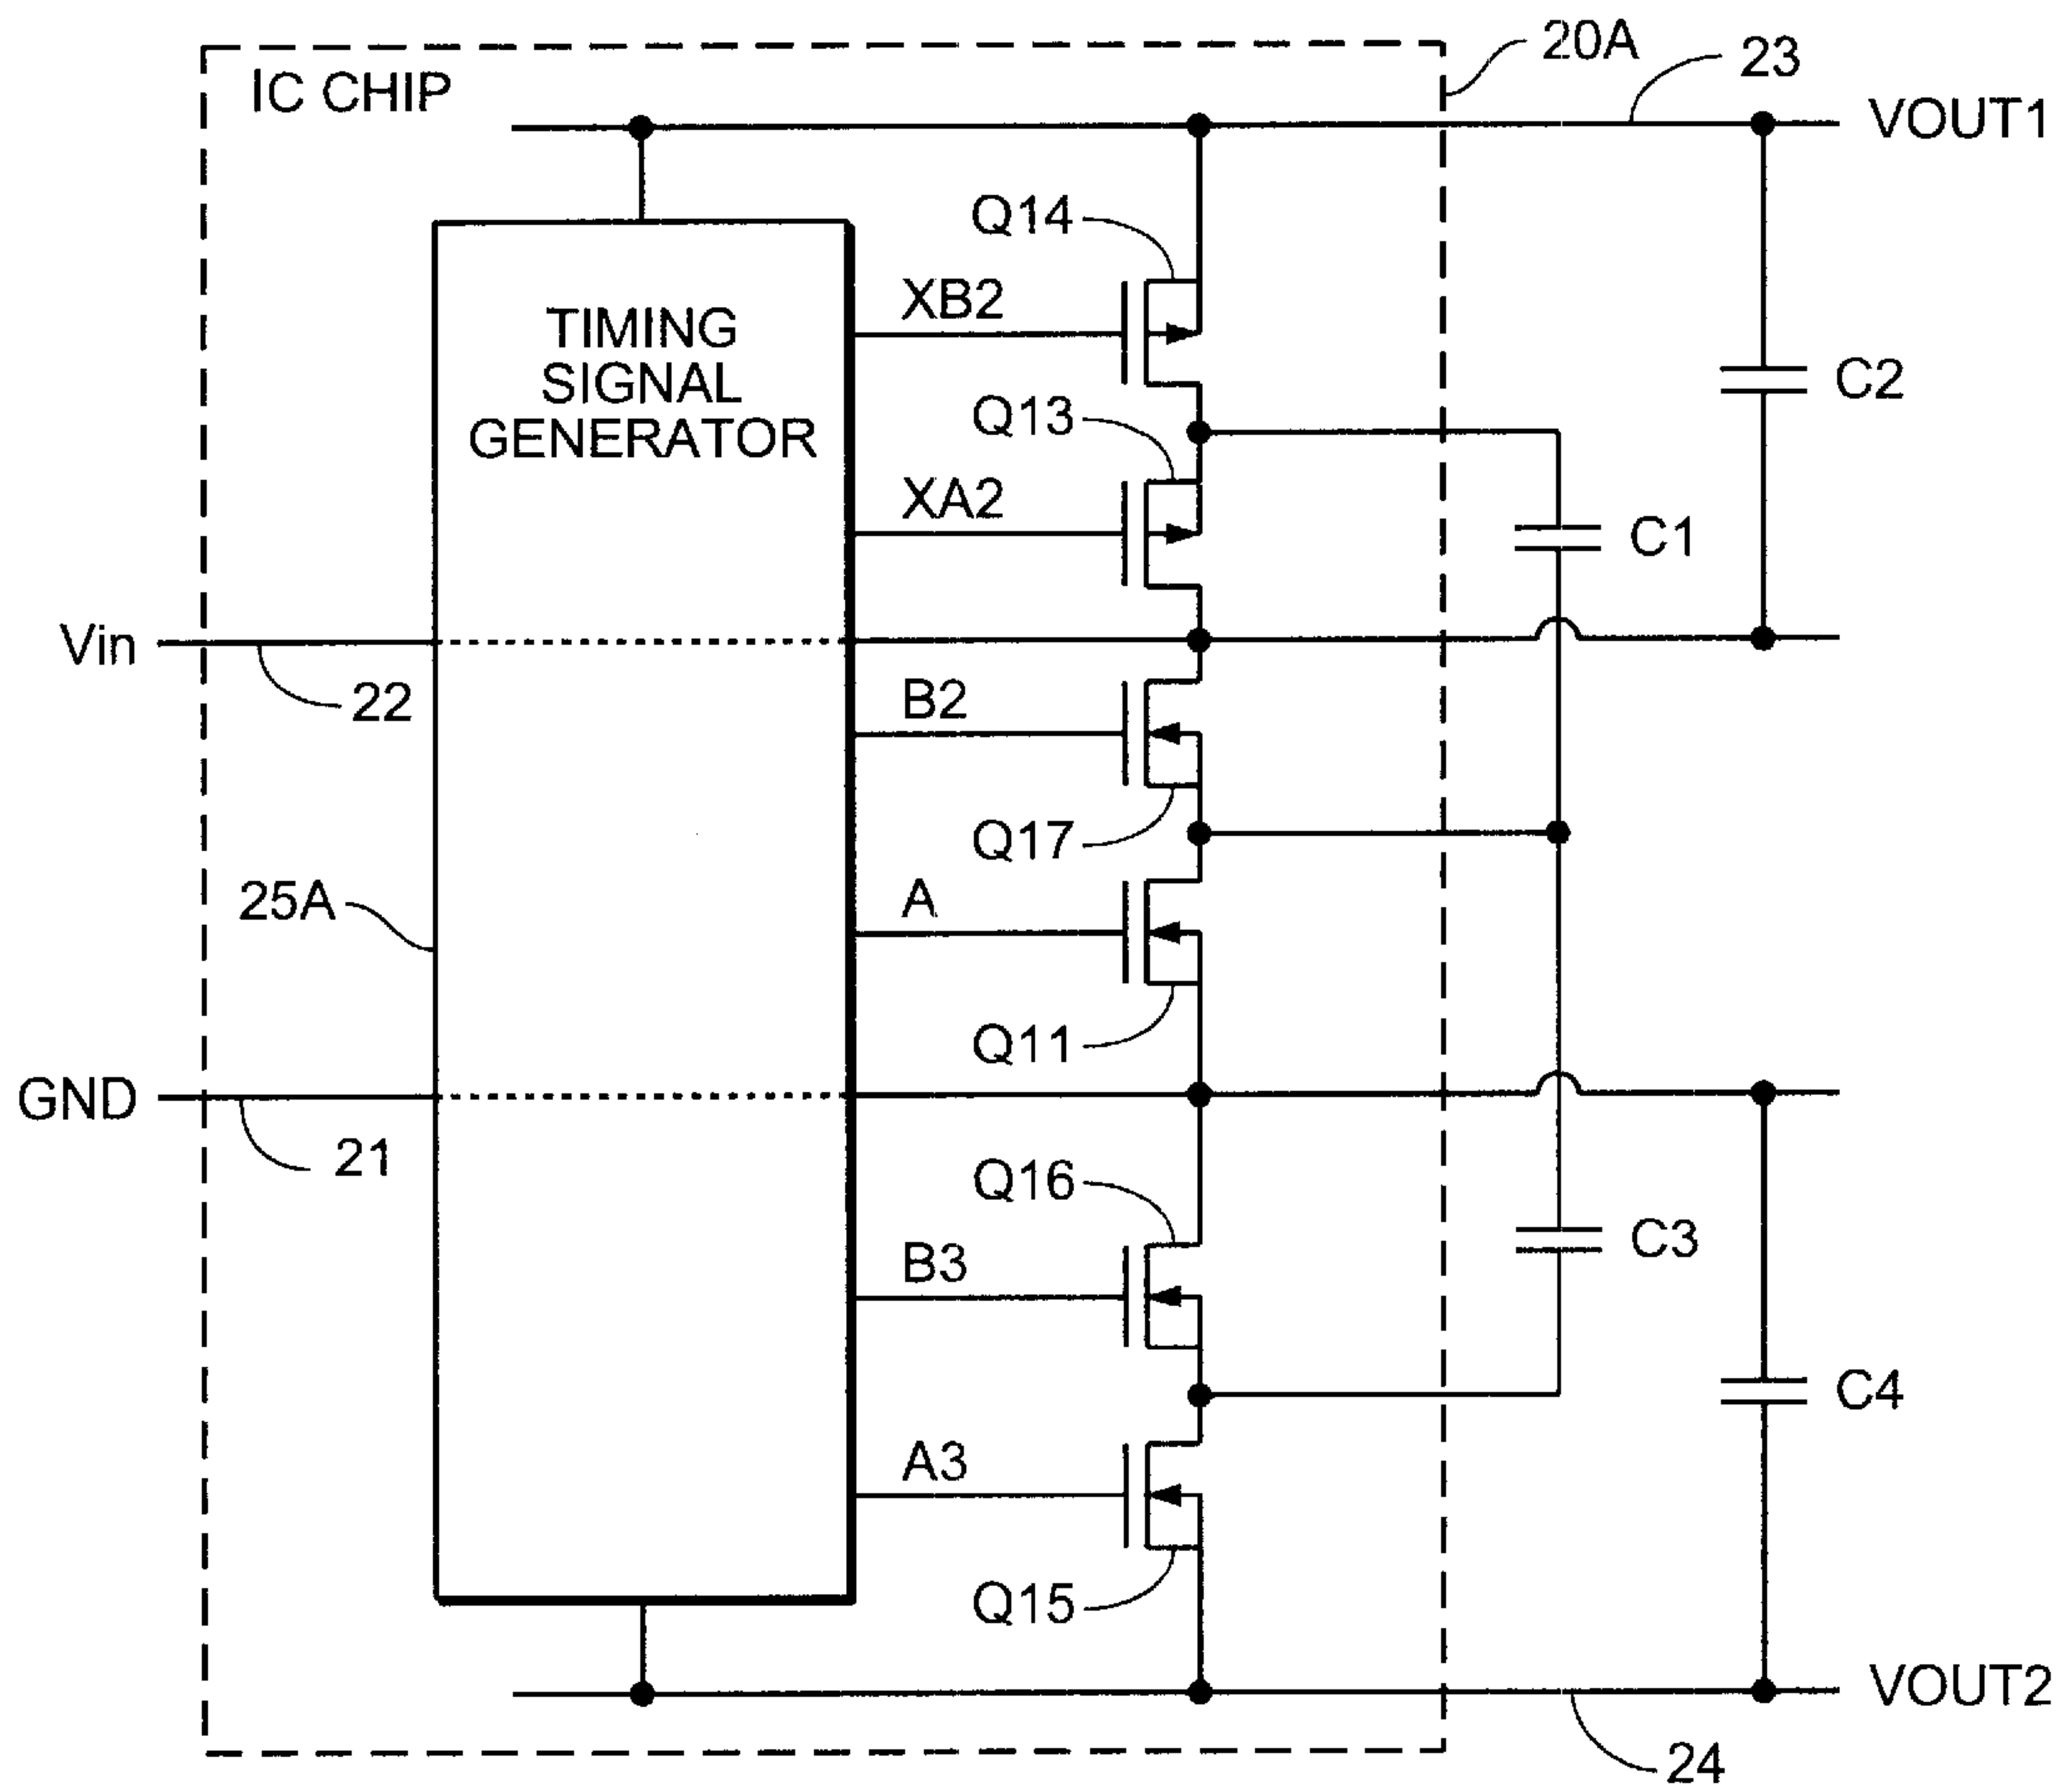 20A
23
IC CHIP
VOUT1
Q14
XB2
TIMING
SIGNAL
GENERATOR
C2
Q13
XA2
C1
Vin
22
B2
Q17
25A
A
Q11
GND
21
Q16
B3
C3
C4
A3
Q15
VOUT2
24